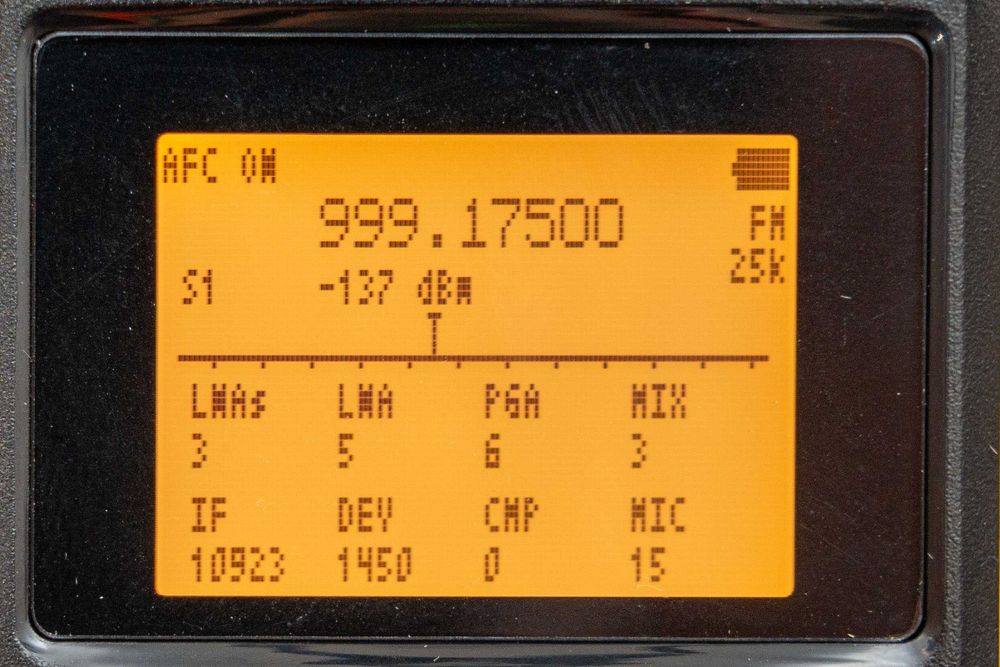 AFC ON
999.17500 FM
25k
S1 -137 dBm
LNAs LNA PGA MIX
3 5 6 3
IF DEV CMP MIC
10923 1450 0 15